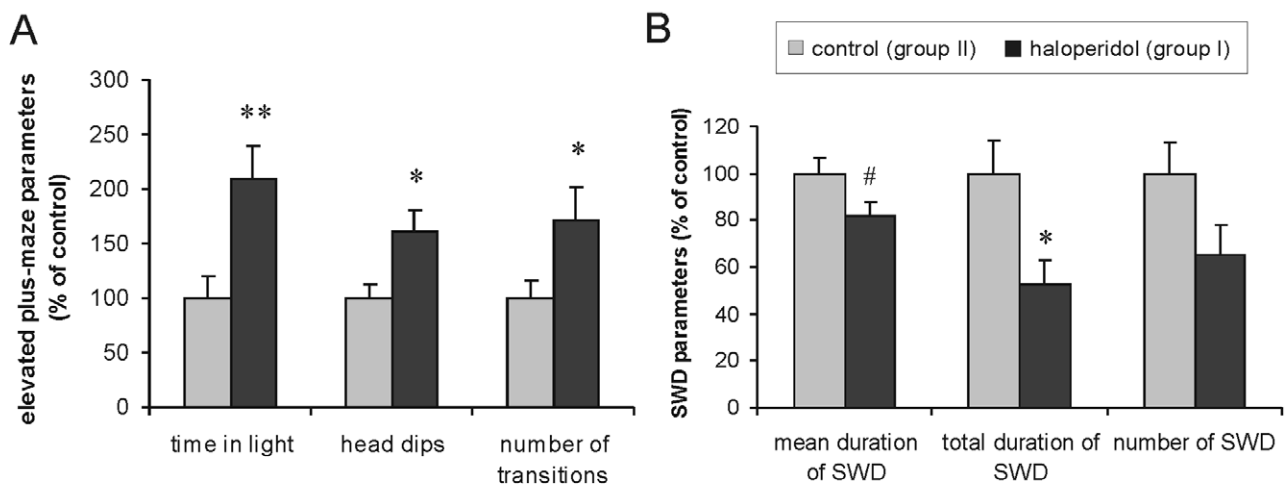 A
elevated plus-maze parameters
(% of control)
300
250
200
150
100
50
0
**
*
*
time in light
head dips
number of
transitions
B
control (group II)
haloperidol (group I)
SWD parameters (% of control)
120
100
80
60
40
20
0
#
*
mean duration
of SWD
total duration of
SWD
number of SWD